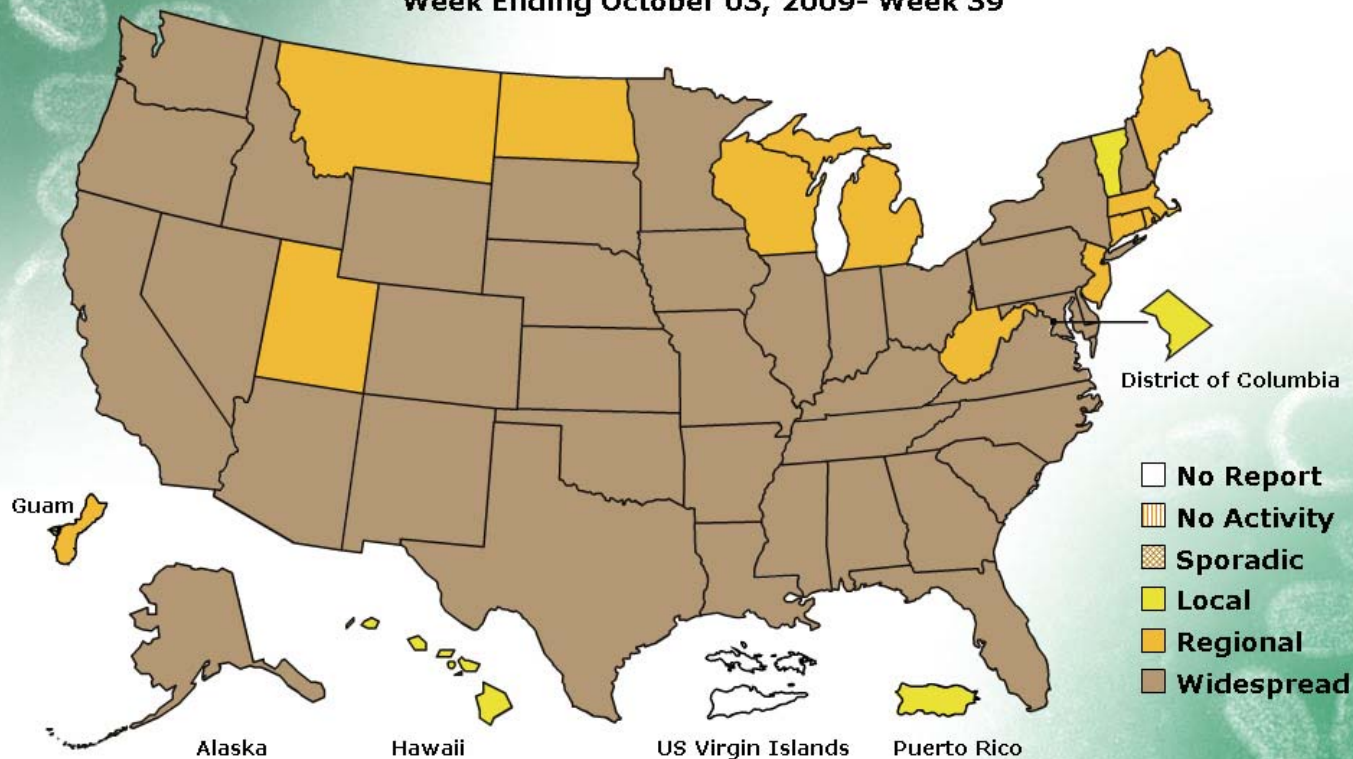 Week Ending October 03, 2009- Week 39
District of Columbia
Guam
No Report
No Activity
Sporadic
Local
Regional
Widespread
Alaska
Hawaii
US Virgin Islands
Puerto Rico